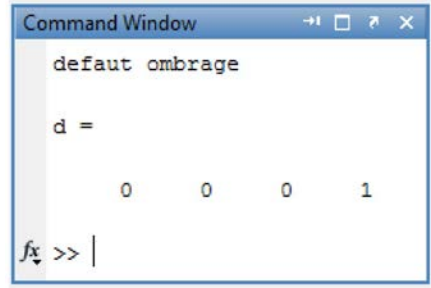 Command Window
defaut ombrage
d =
0 0 0 1
fx >>